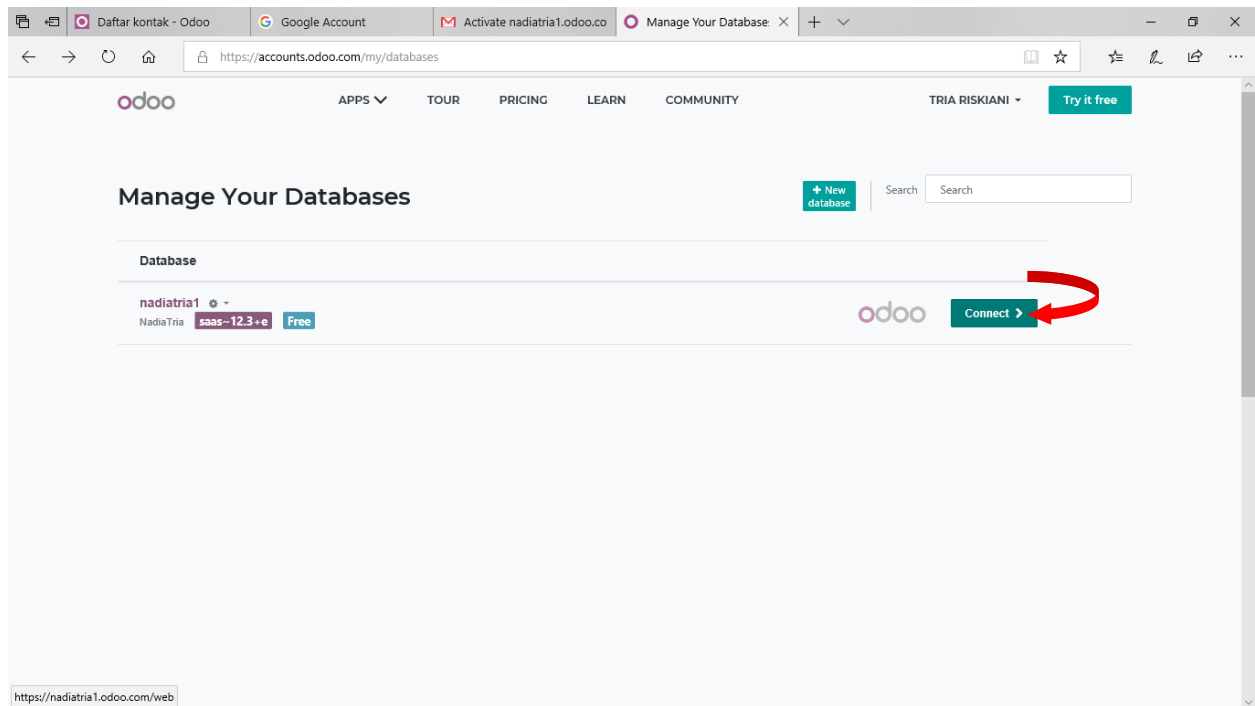 Daftar kontak - Odoo
Google Account
Activate nadiatria1.odoo.co
Manage Your Database
https://accounts.odoo.com/my/databases
odoo
APPS
TOUR
PRICING
LEARN
COMMUNITY
TRIA RISKIANI
Try it free
Manage Your Databases
+ New
database
Search
Search
Database
nadiatria1
NadiaTria saas~12.3+e Free
odoo
Connect
https://nadiatria1.odoo.com/web